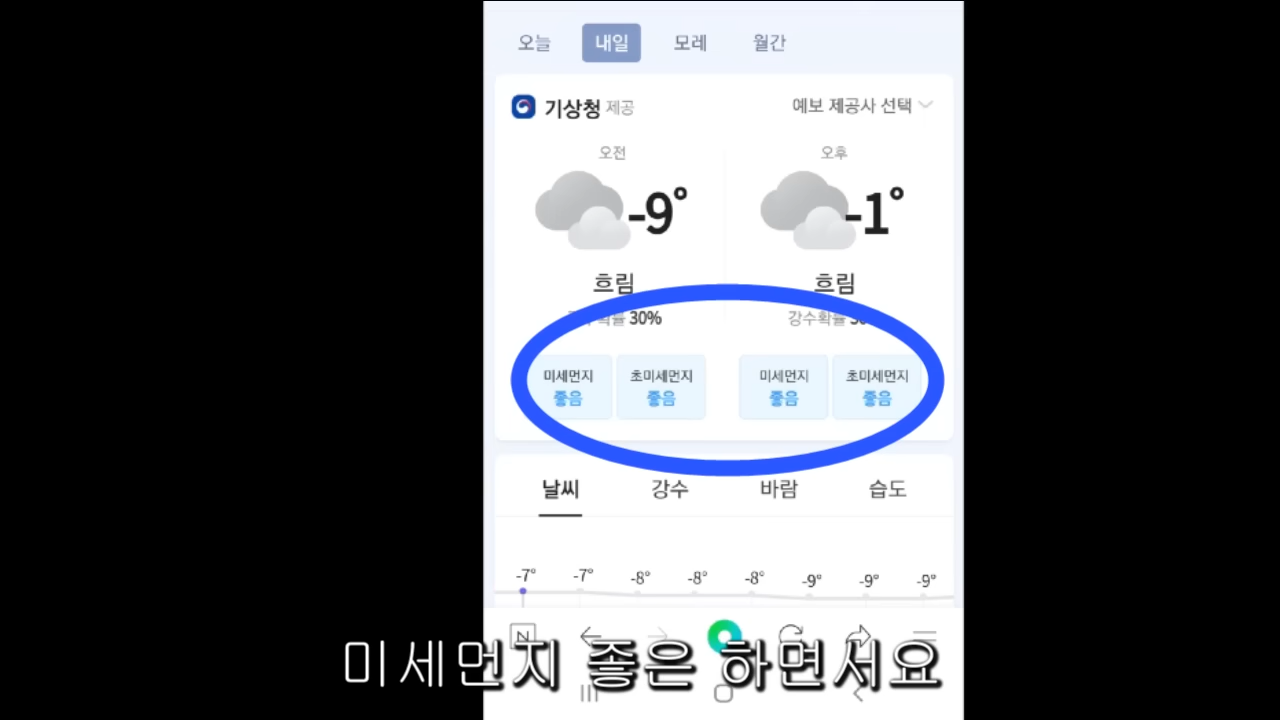 오늘 내일 모레 월간
기상청 제공 예보 제공사 선택
오전 오후
-9° -1°
흐림 흐림
30% 강수확률
미세먼지 초미세먼지 미세먼지 초미세먼지
좋음 좋음 좋음 좋음
날씨 강수 바람 습도
-7° -7° -8° -8° -8° -9° -9° -9°
N
미세먼지 좋은 하면서요